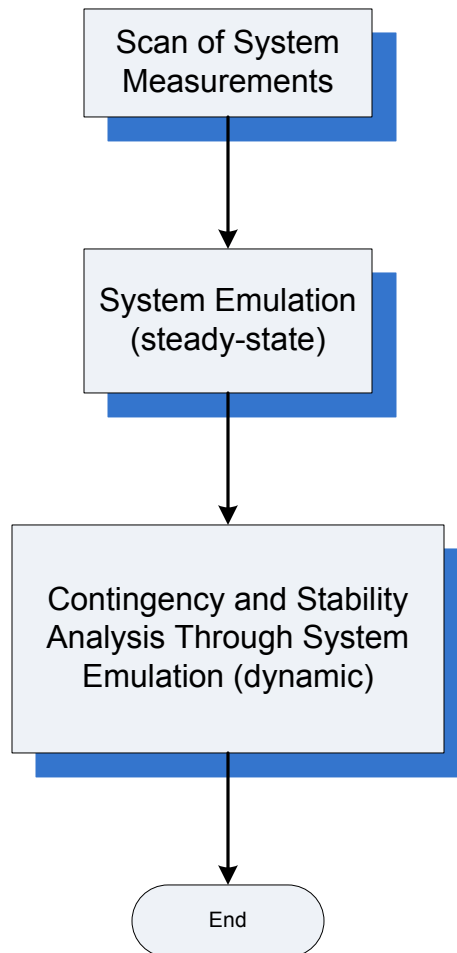 Scan of System
Measurements
System Emulation
(steady-state)
Contingency and Stability
Analysis Through System
Emulation (dynamic)
End